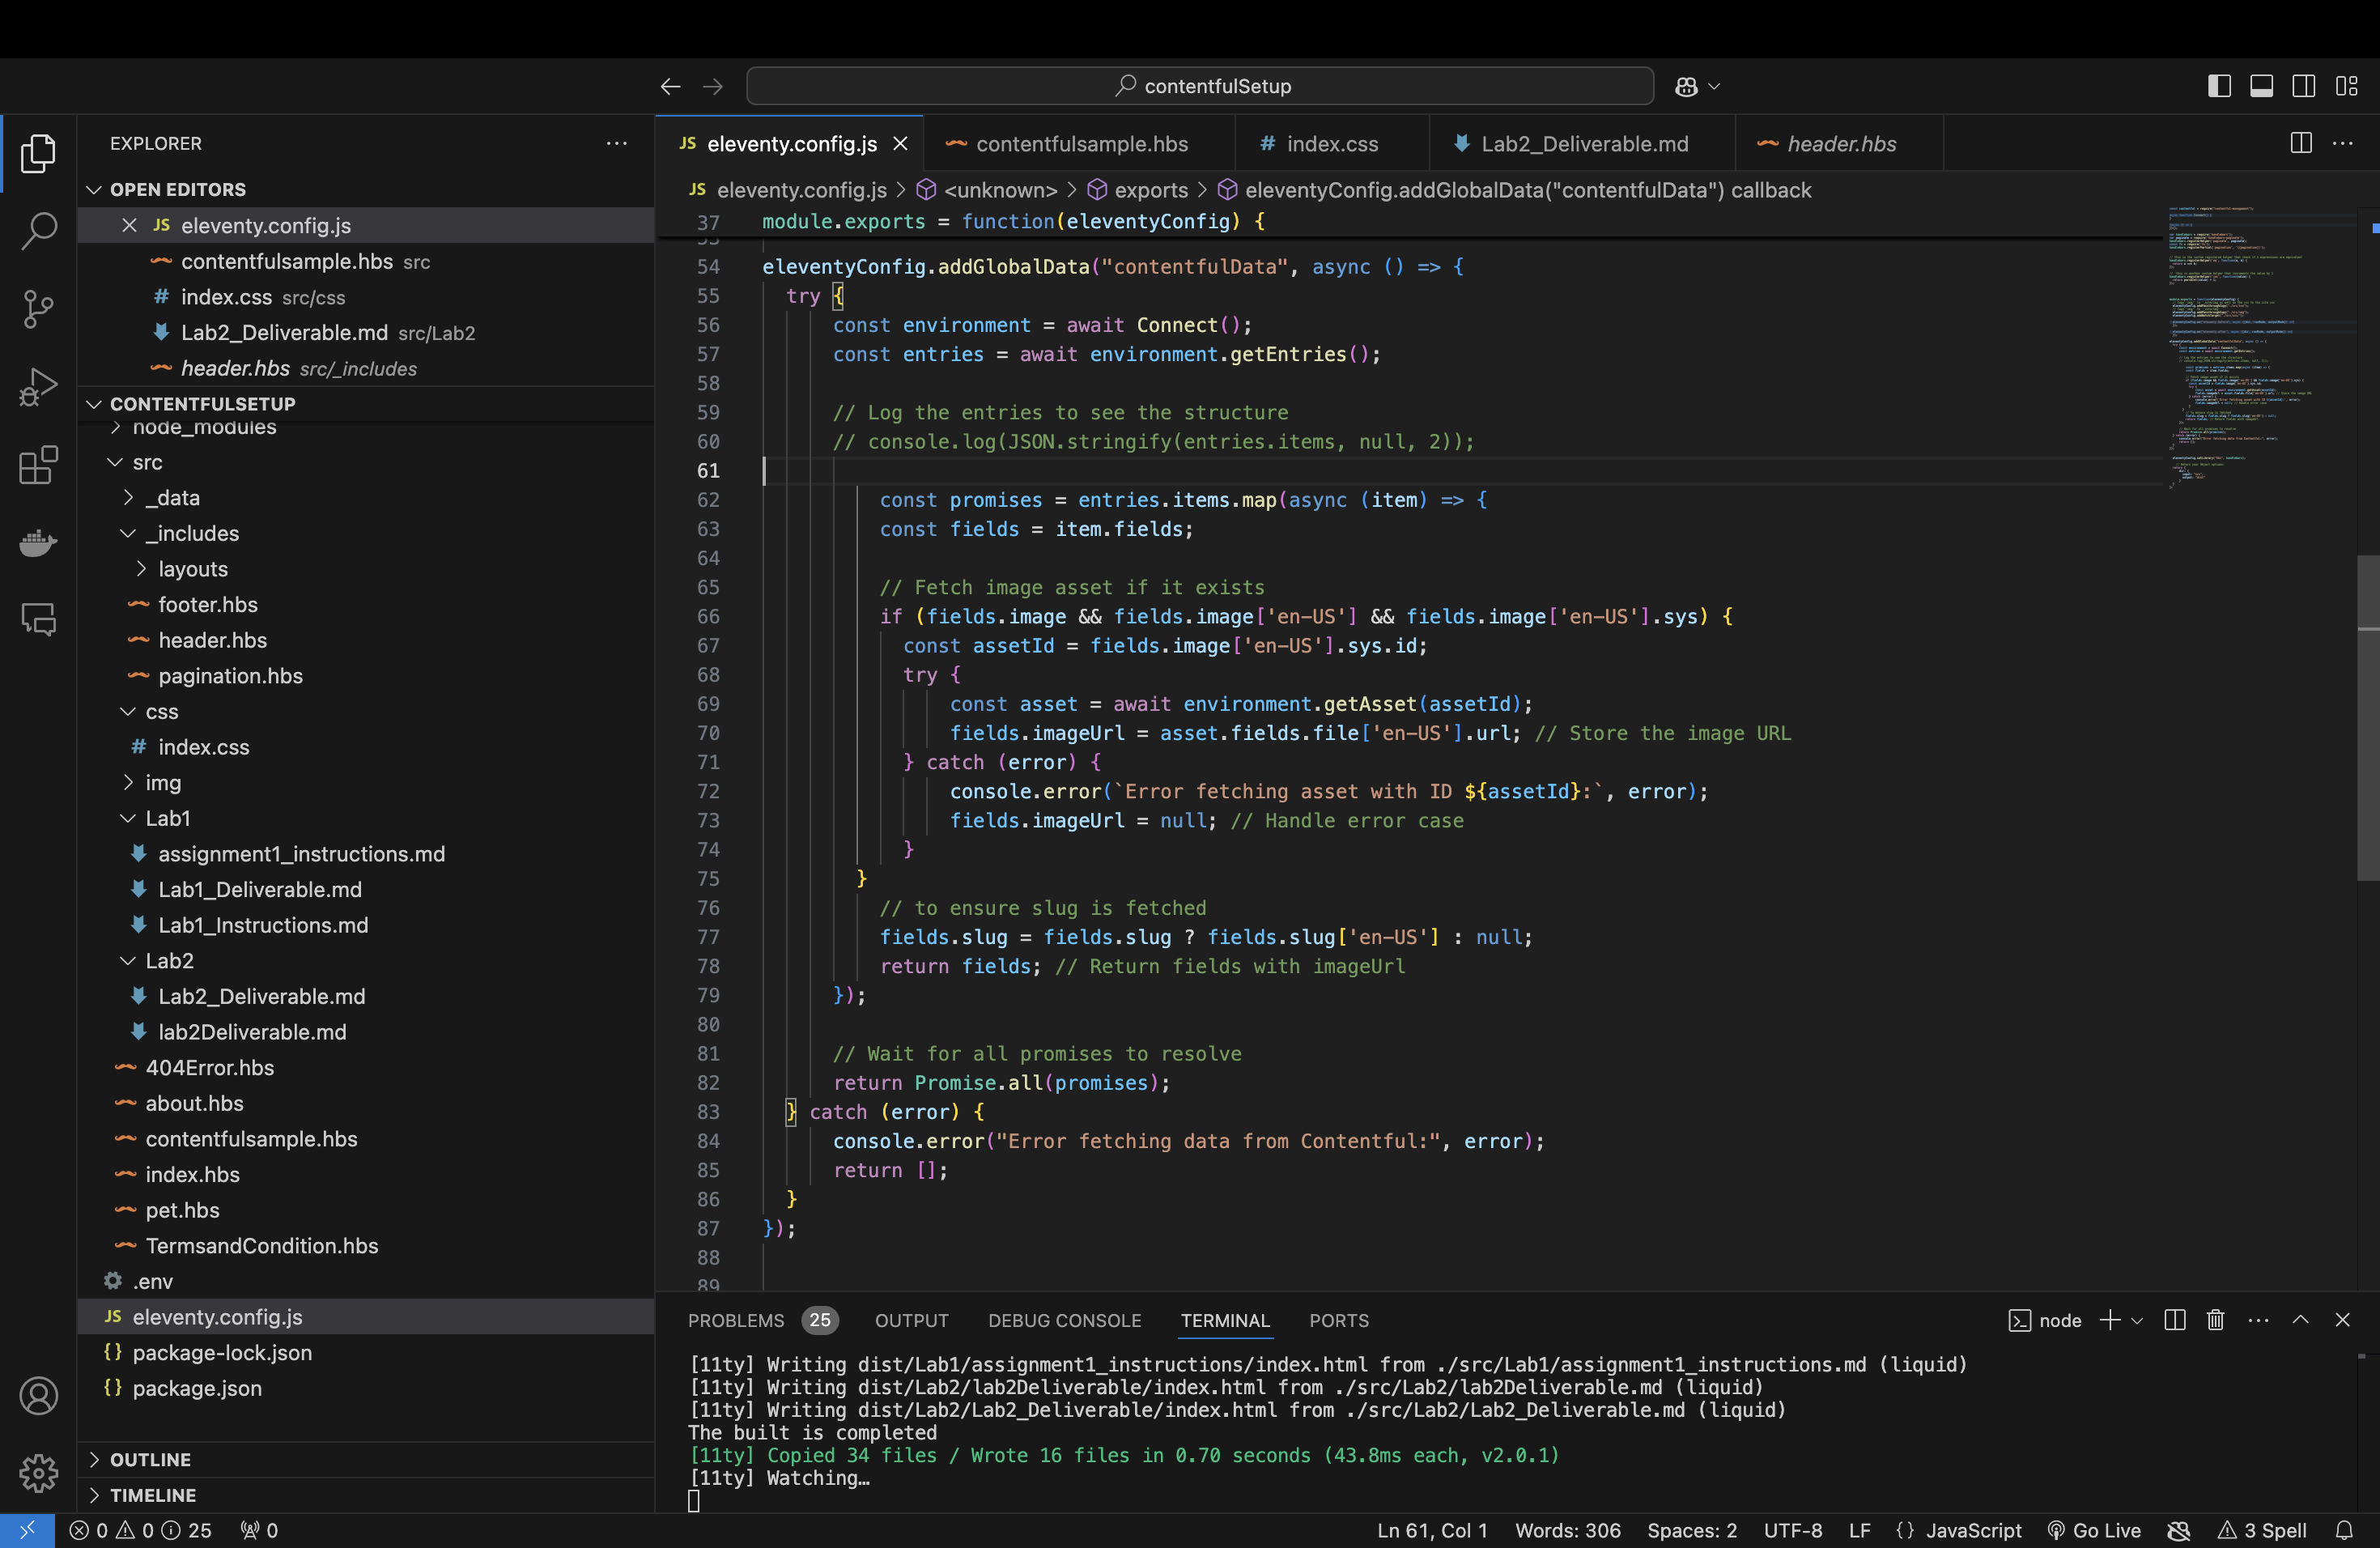 contentfulSetup
EXPLORER
OPEN EDITORS
JS eleventy.config.js
contentfulsample.hbs src
# index.css src/css
Lab2_Deliverable.md src/Lab2
header.hbs src/_includes
CONTENTFULSETUP
node_modules
src
_data
_includes
layouts
footer.hbs
header.hbs
pagination.hbs
css
# index.css
img
Lab1
assignment1_instructions.md
Lab1_Deliverable.md
Lab1_Instructions.md
Lab2
Lab2_Deliverable.md
lab2Deliverable.md
404Error.hbs
about.hbs
contentfulsample.hbs
index.hbs
pet.hbs
TermsandCondition.hbs
.env
JS eleventy.config.js
{} package-lock.json
{} package.json
OUTLINE
TIMELINE
JS eleventy.config.js
contentfulsample.hbs
# index.css
Lab2_Deliverable.md
header.hbs
JS eleventy.config.js > <unknown> > exports > eleventyConfig.addGlobalData("contentfulData") callback
37 module.exports = function(eleventyConfig) {
54 eleventyConfig.addGlobalData("contentfulData", async () => {
55 try {
56 const environment = await Connect();
57 const entries = await environment.getEntries();
58
59 // Log the entries to see the structure
60 // console.log(JSON.stringify(entries.items, null, 2));
61
62 const promises = entries.items.map(async (item) => {
63 const fields = item.fields;
64
65 // Fetch image asset if it exists
66 if (fields.image && fields.image['en-US'] && fields.image['en-US'].sys) {
67 const assetId = fields.image['en-US'].sys.id;
68 try {
69 const asset = await environment.getAsset(assetId);
70 fields.imageUrl = asset.fields.file['en-US'].url; // Store the image URL
71 } catch (error) {
72 console.error(`Error fetching asset with ID ${assetId}:`, error);
73 fields.imageUrl = null; // Handle error case
74 }
75 }
76 // to ensure slug is fetched
77 fields.slug = fields.slug ? fields.slug['en-US'] : null;
78 return fields; // Return fields with imageUrl
79 });
80
81 // Wait for all promises to resolve
82 return Promise.all(promises);
83 } catch (error) {
84 console.error("Error fetching data from Contentful:", error);
85 return [];
86 }
87 });
88
89
PROBLEMS 25 OUTPUT DEBUG CONSOLE TERMINAL PORTS
node
[11ty] Writing dist/Lab1/assignment1_instructions/index.html from ./src/Lab1/assignment1_instructions.md (liquid)
[11ty] Writing dist/Lab2/lab2Deliverable/index.html from ./src/Lab2/lab2Deliverable.md (liquid)
[11ty] Writing dist/Lab2/Lab2_Deliverable/index.html from ./src/Lab2/Lab2_Deliverable.md (liquid)
The built is completed
[11ty] Copied 34 files / Wrote 16 files in 0.70 seconds (43.8ms each, v2.0.1)
[11ty] Watching…
0 0 25 0 Ln 61, Col 1 Words: 306 Spaces: 2 UTF-8 LF {} JavaScript Go Live 3 Spell